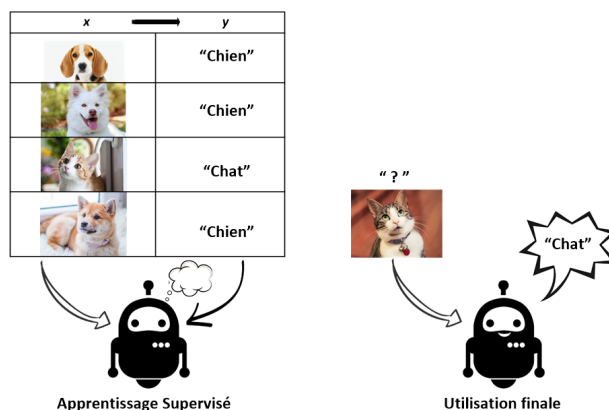 x y
“Chien”
“Chien”
“Chat”
“Chien”
“ ? ”
“Chat”
Apprentissage Supervisé
Utilisation finale